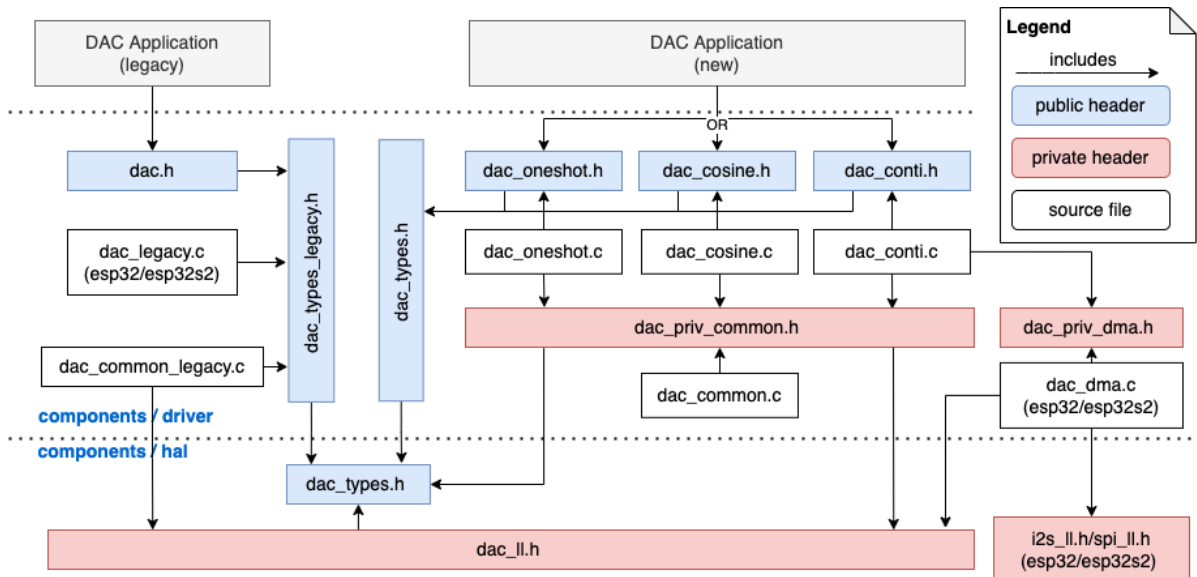 DAC Application
(legacy)
DAC Application
(new)
Legend
includes
public header
private header
source file
OR
dac.h
dac_types_legacy.h
dac_types.h
dac_oneshot.h
dac_cosine.h
dac_conti.h
dac_legacy.c
(esp32/esp32s2)
dac_oneshot.c
dac_cosine.c
dac_conti.c
dac_priv_common.h
dac_priv_dma.h
dac_common_legacy.c
dac_common.c
dac_dma.c
(esp32/esp32s2)
components / driver
components / hal
dac_types.h
dac_ll.h
i2s_ll.h/spi_ll.h
(esp32/esp32s2)